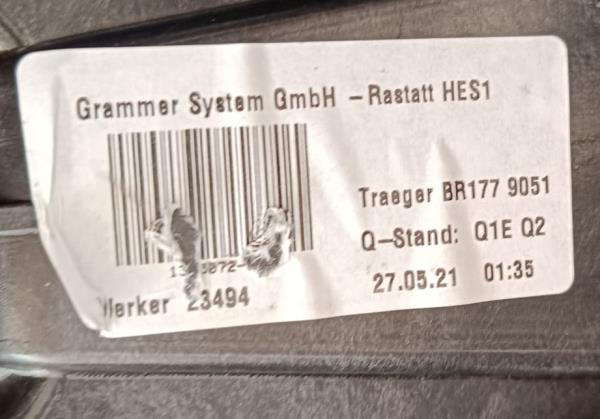 Grammer System GmbH - Rastatt HES1
Traeger BR177 9051
Q-Stand: Q1E Q2
27.05.21 01:35
Werker 23494